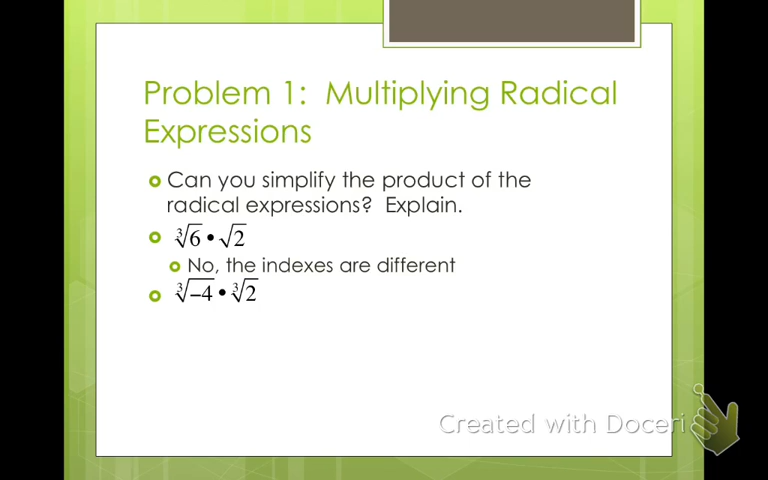 Problem 1: Multiplying Radical
Expressions
Can you simplify the product of the
radical expressions? Explain.
∛6 • √2
No, the indexes are different
∛−4 • ∛2
Created with Doceri